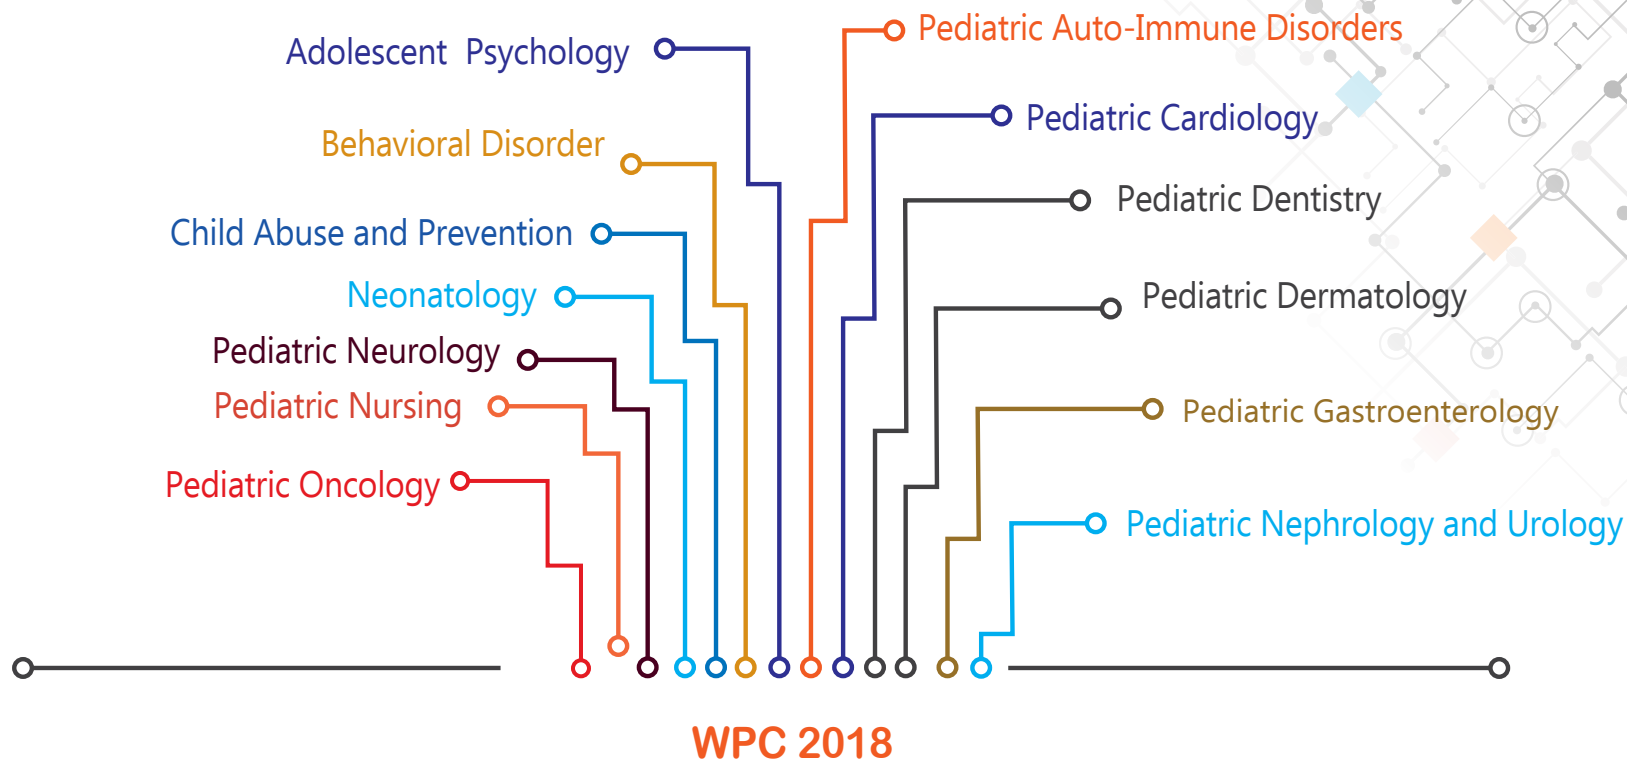 Adolescent Psychology
Behavioral Disorder
Child Abuse and Prevention
Neonatology
Pediatric Neurology
Pediatric Nursing
Pediatric Oncology
Pediatric Auto-Immune Disorders
Pediatric Cardiology
Pediatric Dentistry
Pediatric Dermatology
Pediatric Gastroenterology
Pediatric Nephrology and Urology
WPC 2018